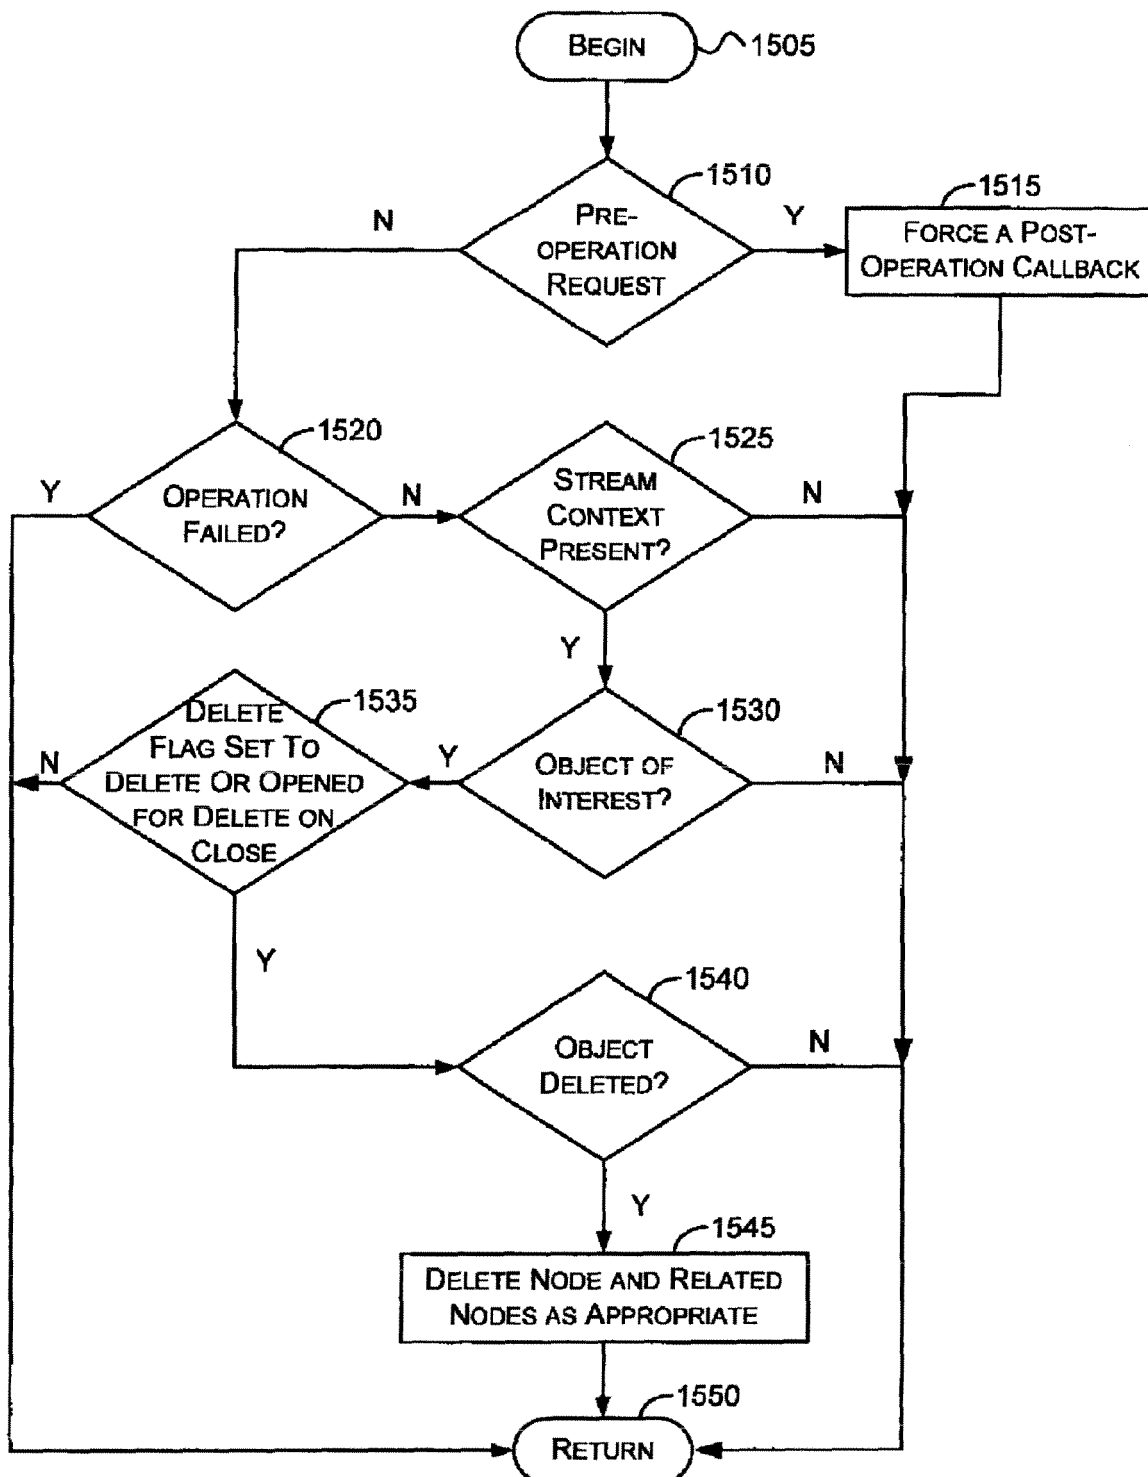 BEGIN
1505
1510
1515
PRE-
OPERATION
REQUEST
N
Y
FORCE A POST-
OPERATION CALLBACK
1520
1525
Y
OPERATION
FAILED?
N
STREAM
CONTEXT
PRESENT?
N
Y
1535
1530
N
DELETE
FLAG SET TO
DELETE OR OPENED
FOR DELETE ON
CLOSE
Y
OBJECT OF
INTEREST?
N
Y
1540
OBJECT
DELETED?
N
Y
1545
DELETE NODE AND RELATED
NODES AS APPROPRIATE
1550
RETURN